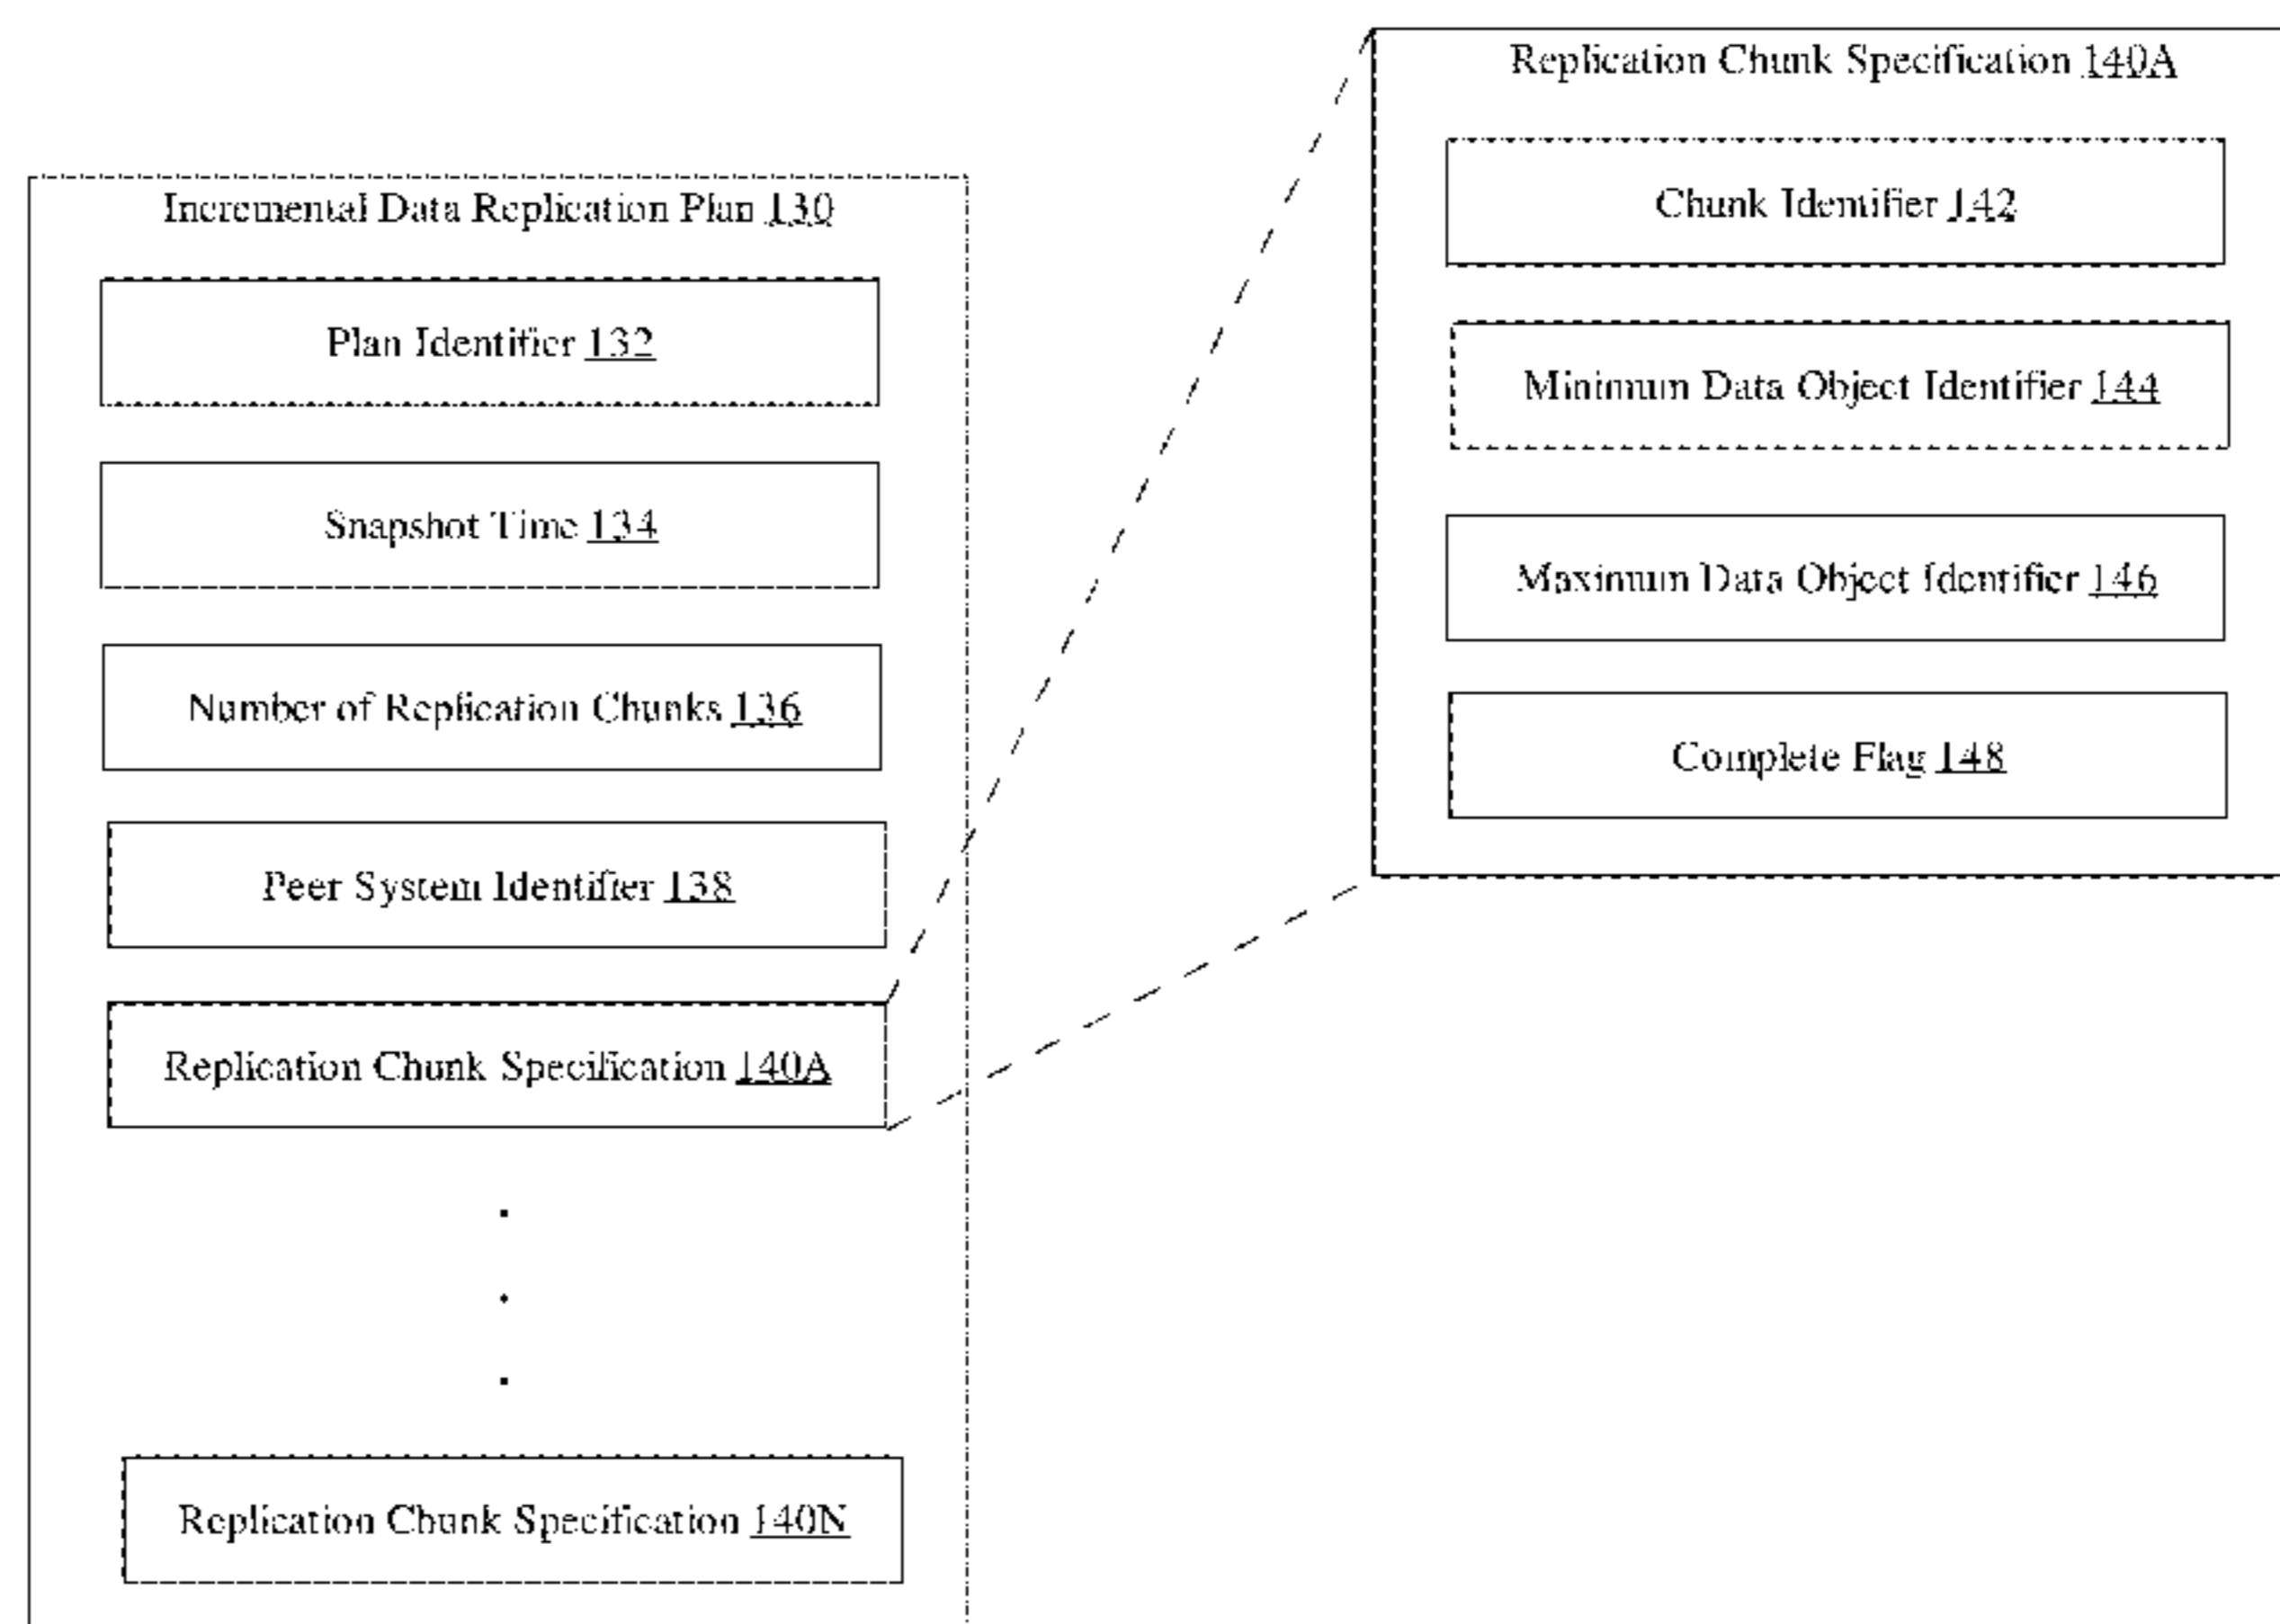 Incremental Data Replication Plan 130
Plan Identifier 132
Snapshot Time 134
Number of Replication Chunks 136
Peer System Identifier 138
Replication Chunk Specification 140A
Replication Chunk Specification 140N
Replication Chunk Specification 140A
Chunk Identifier 142
Minimum Data Object Identifier 144
Maximum Data Object Identifier 146
Complete Flag 148